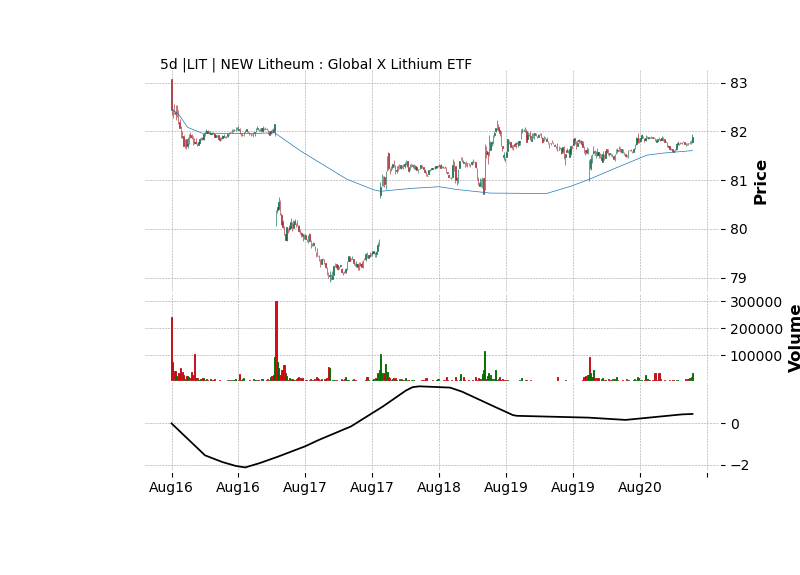 5d |LIT | NEW Litheum : Global X Lithium ETF
83
82
81
80
79
Price
300000
200000
100000
Volume
0
−2
Aug16 Aug16 Aug17 Aug17 Aug18 Aug19 Aug19 Aug20